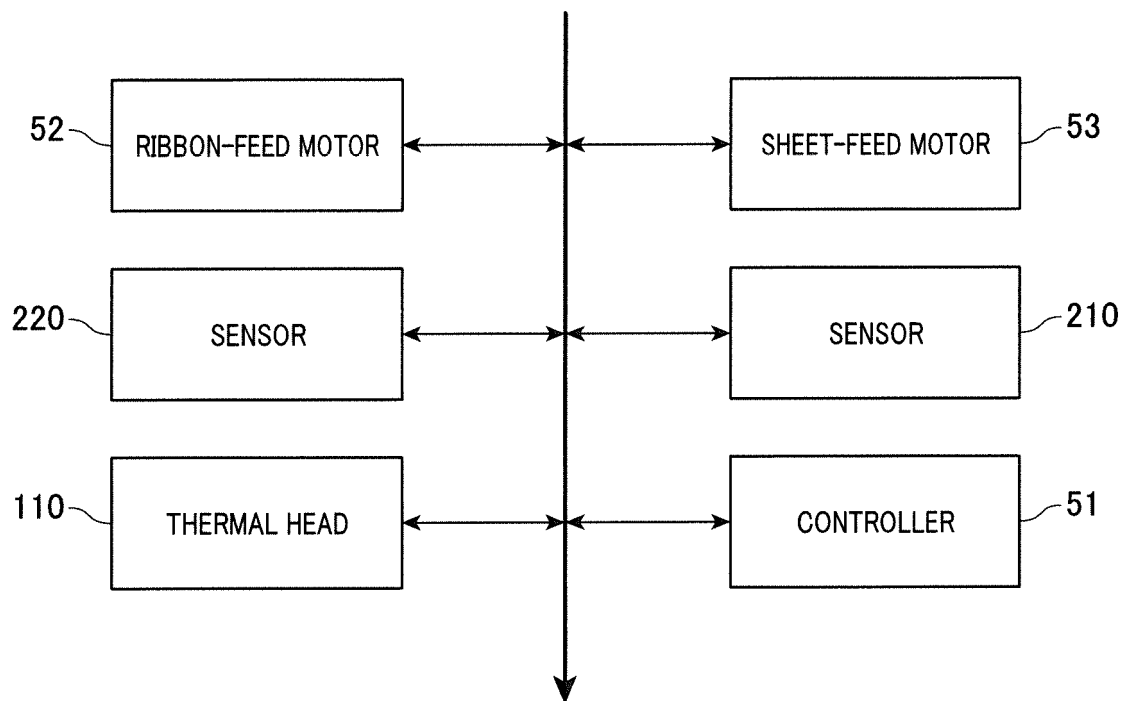 52
RIBBON-FEED MOTOR
SHEET-FEED MOTOR
53
220
SENSOR
SENSOR
210
110
THERMAL HEAD
CONTROLLER
51